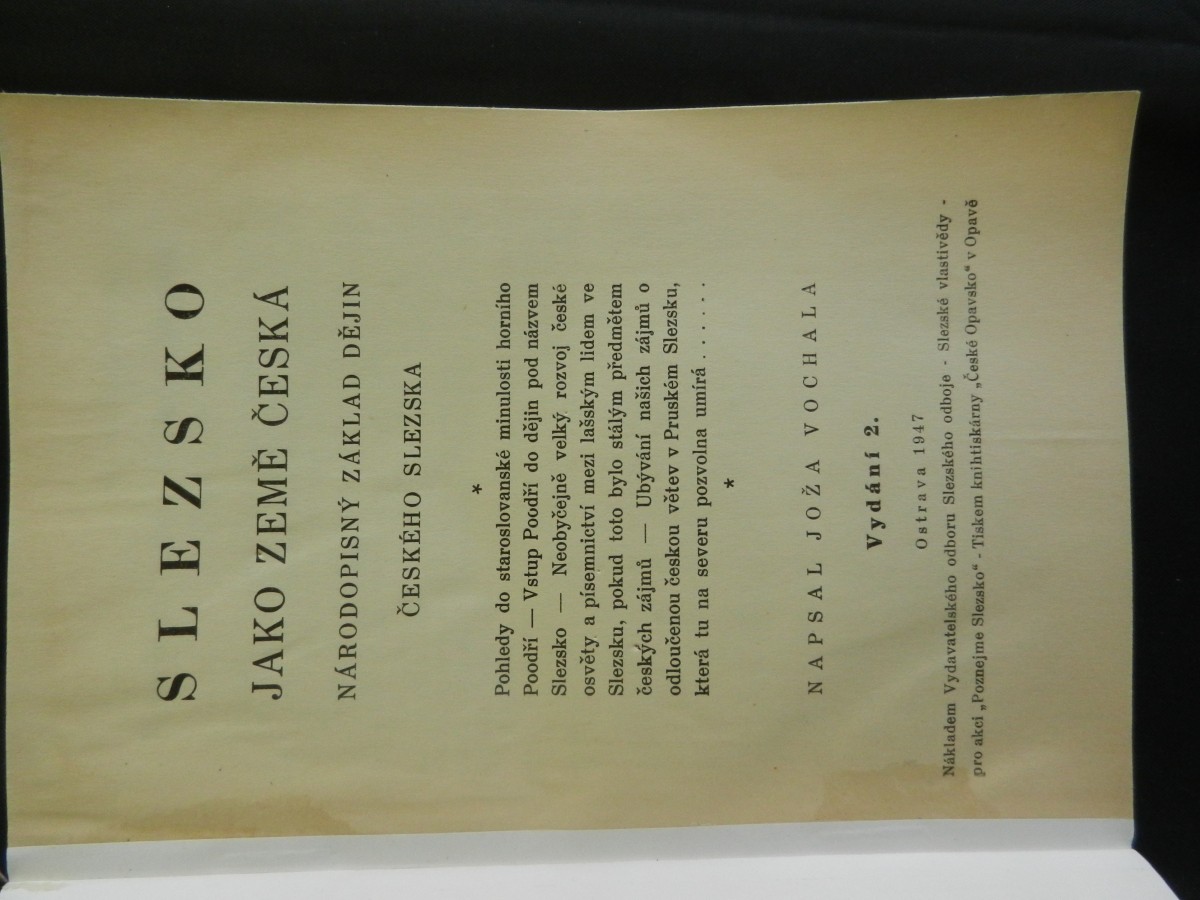 SLEZSKO
JAKO ZEMĚ ČESKÁ
NÁRODOPISNÝ ZÁKLAD DĚJIN
ČESKÉHO SLEZSKA
*
Pohledy do staroslovanské minulosti horního
Poodří — Vstup Poodří do dějin pod názvem
Slezsko — Neobyčejně velký rozvoj české
osvěty a písemnictví mezi lašským lidem ve
Slezsku, pokud toto bylo stálým předmětem
českých zájmů — Ubývání našich zájmů o
odloučenou českou větev v Pruském Slezsku,
která tu na severu pozvolna umírá . . . . . . .
*
NAPSAL JOŽA VOCHALA
Vydání 2.
Ostrava 1947
Nákladem Vydavatelského odboru Slezského odboje - Slezské vlastivědy -
pro akci „Poznejme Slezsko“ - Tiskem knihtiskárny „České Opavsko“ v Opavě